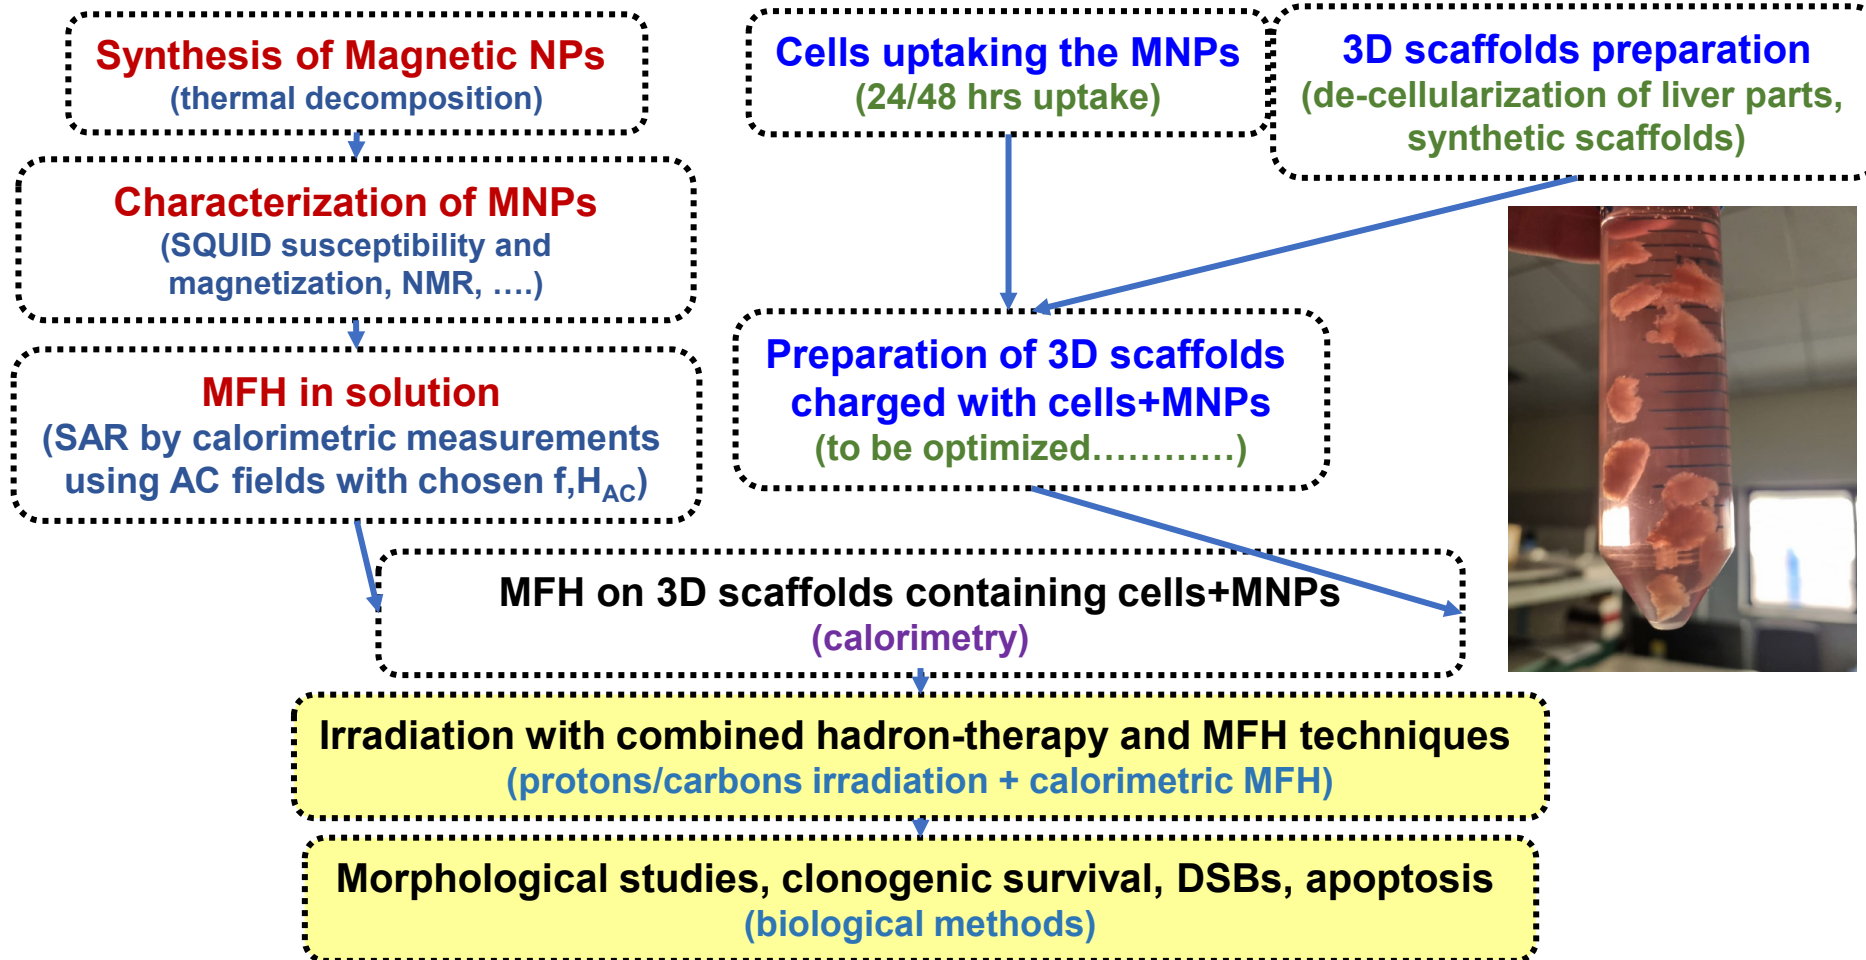 Synthesis of Magnetic NPs
(thermal decomposition)
Characterization of MNPs
(SQUID susceptibility and
magnetization, NMR, ....)
MFH in solution
(SAR by calorimetric measurements
using AC fields with chosen f,H_AC)
Cells uptaking the MNPs
(24/48 hrs uptake)
3D scaffolds preparation
(de-cellularization of liver parts,
synthetic scaffolds)
Preparation of 3D scaffolds
charged with cells+MNPs
(to be optimized............)
MFH on 3D scaffolds containing cells+MNPs
(calorimetry)
Irradiation with combined hadron-therapy and MFH techniques
(protons/carbons irradiation + calorimetric MFH)
Morphological studies, clonogenic survival, DSBs, apoptosis
(biological methods)